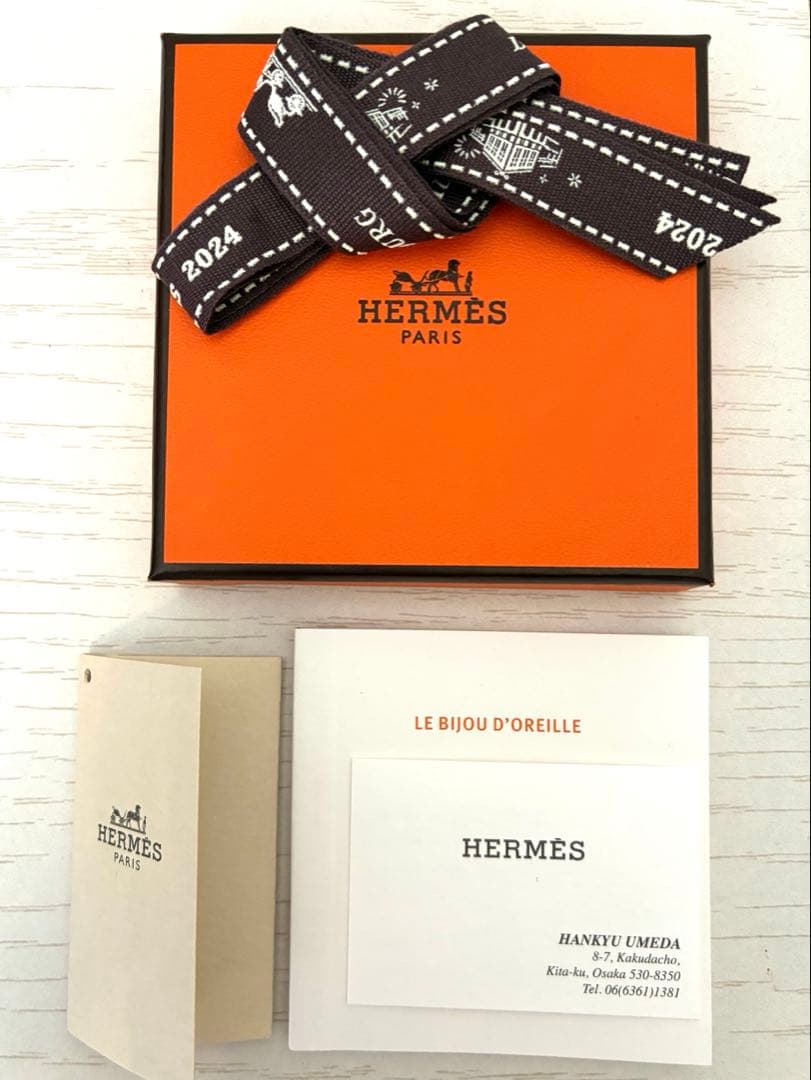 2024
2024
HERMÈS
PARIS
LE BIJOU D'OREILLE
HERMÈS
PARIS
HERMÈS
HANKYU UMEDA
8-7, Kakudacho,
Kita-ku, Osaka 530-8350
Tel. 06(6361)1381